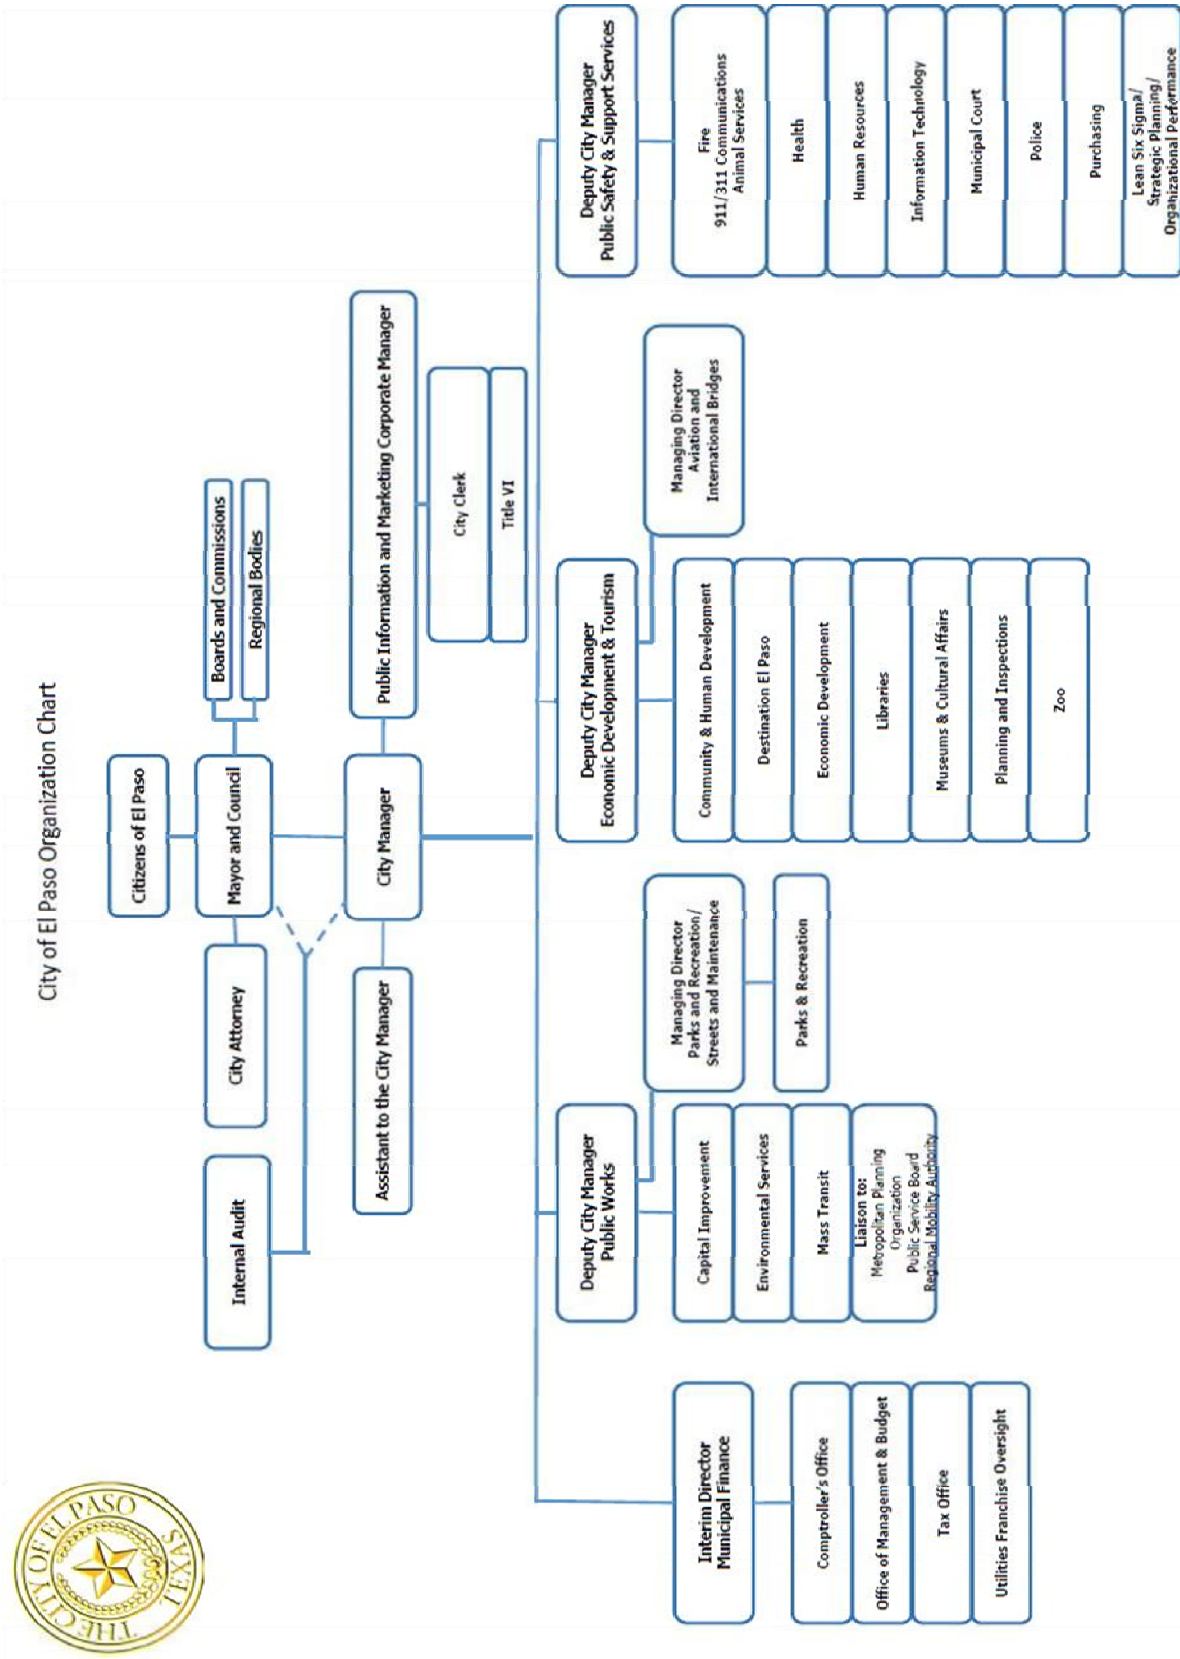 THE CITY OF EL PASO
TEXAS
City of El Paso Organization Chart
Citizens of El Paso
Mayor and Council
Boards and Commissions
Regional Bodies
City Attorney
Internal Audit
City Manager
Public Information and Marketing Corporate Manager
City Clerk
Title VI
Assistant to the City Manager
Interim Director
Municipal Finance
Comptroller's Office
Office of Management & Budget
Tax Office
Utilities Franchise Oversight
Deputy City Manager
Public Works
Capital Improvement
Environmental Services
Mass Transit
Liaison to:
Metropolitan Planning
Organization
Public Service Board
Regional Mobility Authority
Managing Director
Parks and Recreation/
Streets and Maintenance
Parks & Recreation
Deputy City Manager
Economic Development & Tourism
Community & Human Development
Destination El Paso
Economic Development
Libraries
Museums & Cultural Affairs
Planning and Inspections
Zoo
Managing Director
Aviation and
International Bridges
Deputy City Manager
Public Safety & Support Services
Fire
911/311 Communications
Animal Services
Health
Human Resources
Information Technology
Municipal Court
Police
Purchasing
Lean Six Sigma/
Strategic Planning/
Organizational Performance